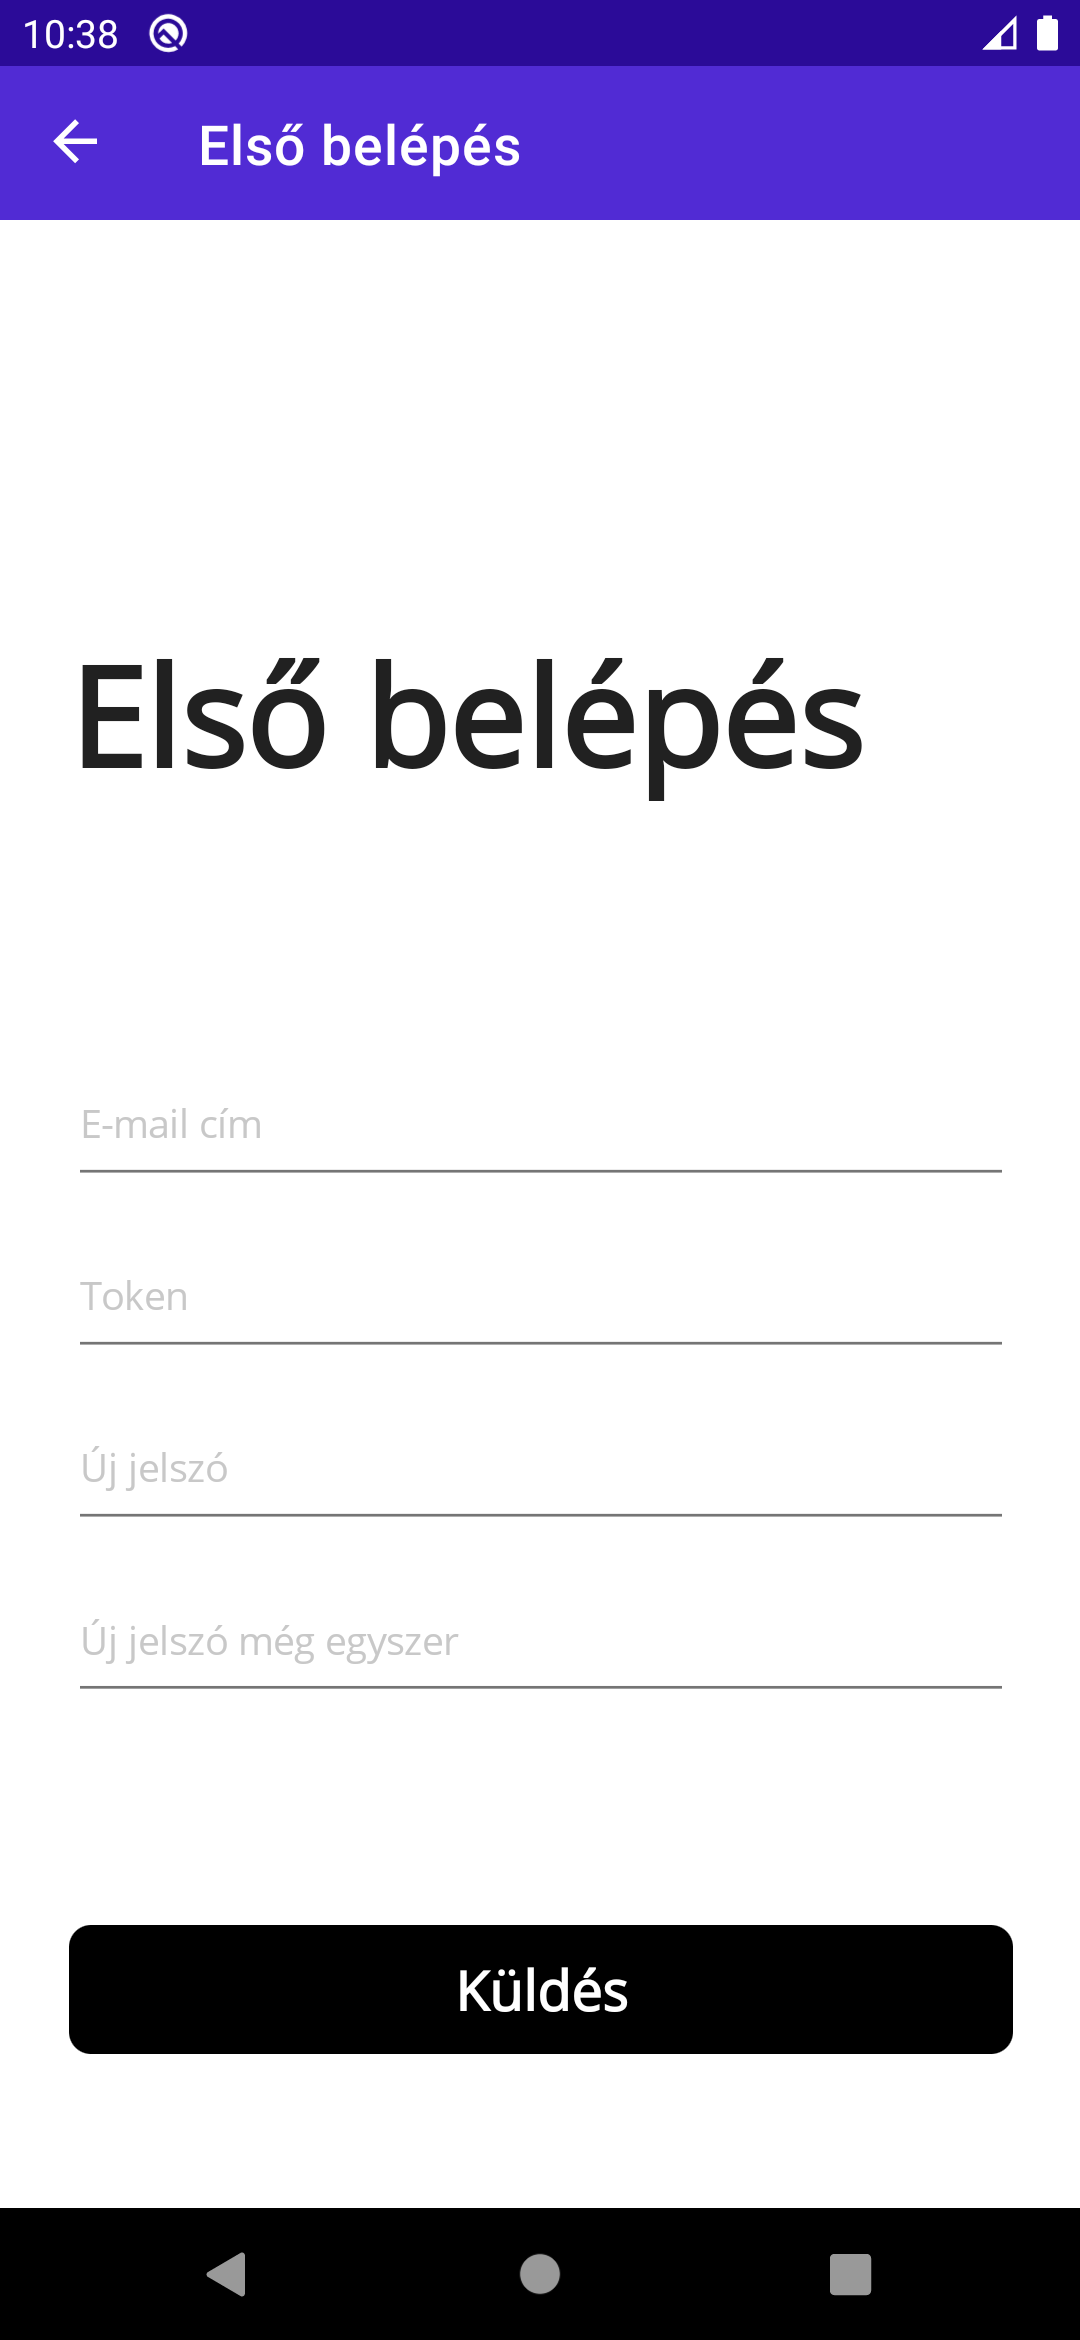 10:38
Első belépés
Első belépés
E-mail cím
Token
Új jelszó
Új jelszó még egyszer
Küldés